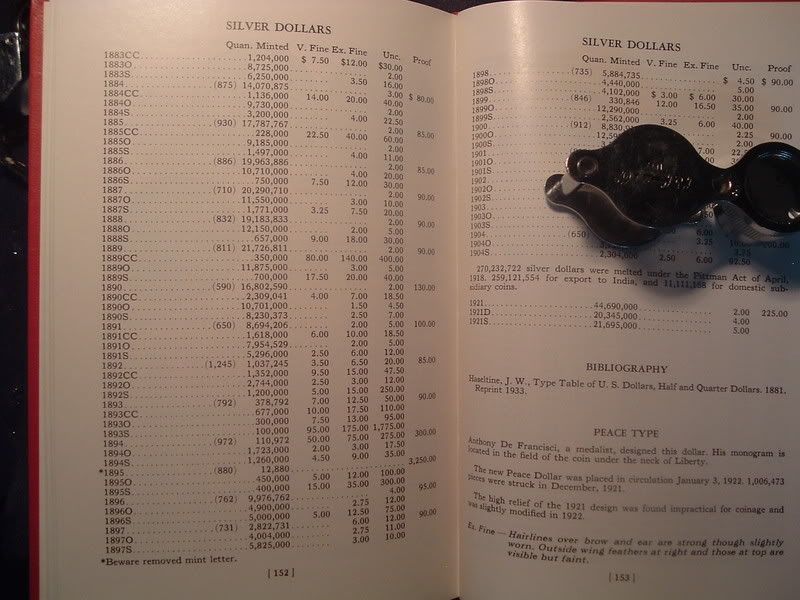 SILVER DOLLARS
Quan. Minted V. Fine Ex. Fine Unc. Proof
1883CC 1,204,000 $ 7.50 $12.00 $30.00
1883O 8,725,000 2.00
1883S 6,250,000 3.50 16.00
1884 (875) 14,070,875 3.00 $ 80.00
1884CC 1,136,000 14.00 20.00 40.00
1884O 9,730,000 2.00
1884S 3,200,000 4.00 22.50
1885 (930) 17,787,767 2.00 85.00
1885CC 228,000 22.50 40.00 60.00
1885O 9,185,000 2.00
1885S 1,497,000 4.00 11.00
1886 (886) 19,963,886 2.00 85.00
1886O 10,710,000 4.00 20.00
1886S 750,000 7.50 12.00 30.00
1887 (710) 20,290,710 2.00 90.00
1887O 11,550,000 3.00 10.00
1887S 1,771,000 3.25 7.50 20.00
1888 (832) 19,183,833 2.00 90.00
1888O 12,150,000 2.00 5.00
1888S 657,000 9.00 18.00 30.00
1889 (811) 21,726,811 2.00 90.00
1889CC 350,000 80.00 140.00 400.00
1889O 11,875,000 3.00 5.00
1889S 700,000 17.50 20.00 40.00
1890 (590) 16,802,590 2.00 130.00
1890CC 2,309,041 4.00 7.00 18.50
1890O 10,701,000 1.50 4.50
1890S 8,230,373 2.50 7.00
1891 (650) 8,694,206 2.00 5.00 100.00
1891CC 1,618,000 6.00 10.00 18.50
1891O 7,954,529 2.00 5.00
1891S 5,296,000 2.50 6.00 12.00
1892 (1,245) 1,037,245 3.50 6.50 20.00 85.00
1892CC 1,352,000 9.50 15.00 47.50
1892O 2,744,000 2.50 3.00 12.00
1892S 1,200,000 5.00 15.00 250.00
1893 (792) 378,792 7.00 12.50 50.00 90.00
1893CC 677,000 10.00 17.50 110.00
1893O 300,000 7.50 13.00 95.00
1893S 100,000 95.00 175.00 1,775.00
1894 (972) 110,972 50.00 75.00 275.00 300.00
1894O 1,723,000 2.00 3.00 17.50
1894S 1,260,000 4.50 9.00 35.00
*1895 (880) 12,880 3,250.00
1895O 450,000 5.00 12.00 100.00
1895S 400,000 15.00 35.00 300.00
1896 (762) 9,976,762 4.00 95.00
1896O 4,900,000 2.75 12.00
1896S 5,000,000 5.00 12.50 75.00
1897 (731) 2,822,731 6.00 12.00 90.00
1897O 4,004,000 2.75 11.00
1897S 5,825,000 3.00 10.00
*Beware removed mint letter.
[ 152 ]
SILVER DOLLARS
Quan. Minted V. Fine Ex. Fine Unc. Proof
1898 (735) 5,884,735 $ 4.50 $ 90.00
1898O 4,440,000 5.00
1898S 4,102,000 $ 3.00 $ 6.00 30.00
1899 (846) 330,846 12.00 16.50 35.00 90.00
1899O 12,290,000 2.25
1899S 2,562,000 3.25 6.00 40.00
1900 (912) 90.00
1900O
1900S
1901
1901O
1901S
1902
1902O
1902S
1903
1903O
1903S
1904
1904O 3.25
1904S 2,304,000 2.50 6.00 92.50
270,232,722 silver dollars were melted under the Pittman Act of April,
1918. 259,121,554 for export to India, and 11,111,168 for domestic sub-
sidiary coins.
1921 44,690,000 2.00 225.00
1921D 20,345,000 4.00
1921S 21,695,000 5.00
BIBLIOGRAPHY
Haseltine, J. W., Type Table of U. S. Dollars, Half and Quarter Dollars. 1881.
Reprint 1933.
PEACE TYPE
Anthony De Francisci, a medalist, designed this dollar. His monogram is
located in the field of the coin under the neck of Liberty.
The new Peace Dollar was placed in circulation January 3, 1922. 1,006,473
pieces were struck in December, 1921.
The high relief of the 1921 design was found impractical for coinage and
was slightly modified in 1922.
Ex. Fine — Hairlines over brow and ear are strong though slightly
worn. Outside wing feathers at right and those at top are
visible but faint.
[ 153 ]